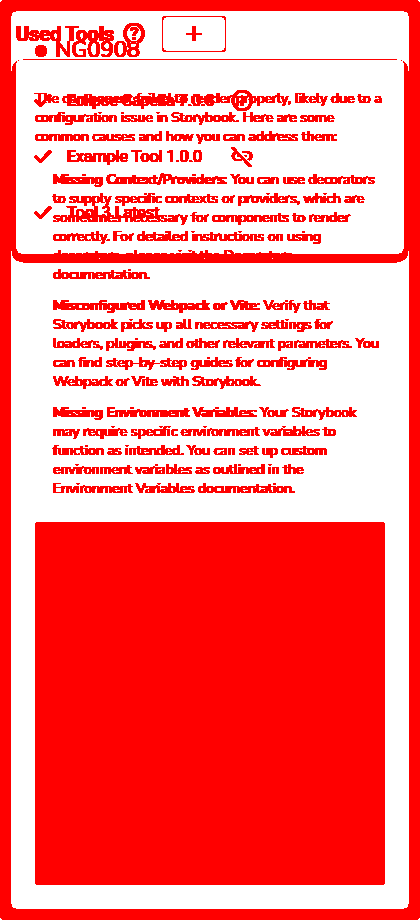 Used Tools ?
+
NG0908
The component failed to render properly, likely due to a
configuration issue in Storybook. Here are some
common causes and how you can address them:
Eclipse Capella 7.0.0
Example Tool 1.0.0
Tool 3 Latest
Missing Context/Providers: You can use decorators
to supply specific contexts or providers, which are
sometimes necessary for components to render
correctly. For detailed instructions on using
decorators, please visit the Decorators
documentation.
Misconfigured Webpack or Vite: Verify that
Storybook picks up all necessary settings for
loaders, plugins, and other relevant parameters. You
can find step-by-step guides for configuring
Webpack or Vite with Storybook.
Missing Environment Variables: Your Storybook
may require specific environment variables to
function as intended. You can set up custom
environment variables as outlined in the
Environment Variables documentation.